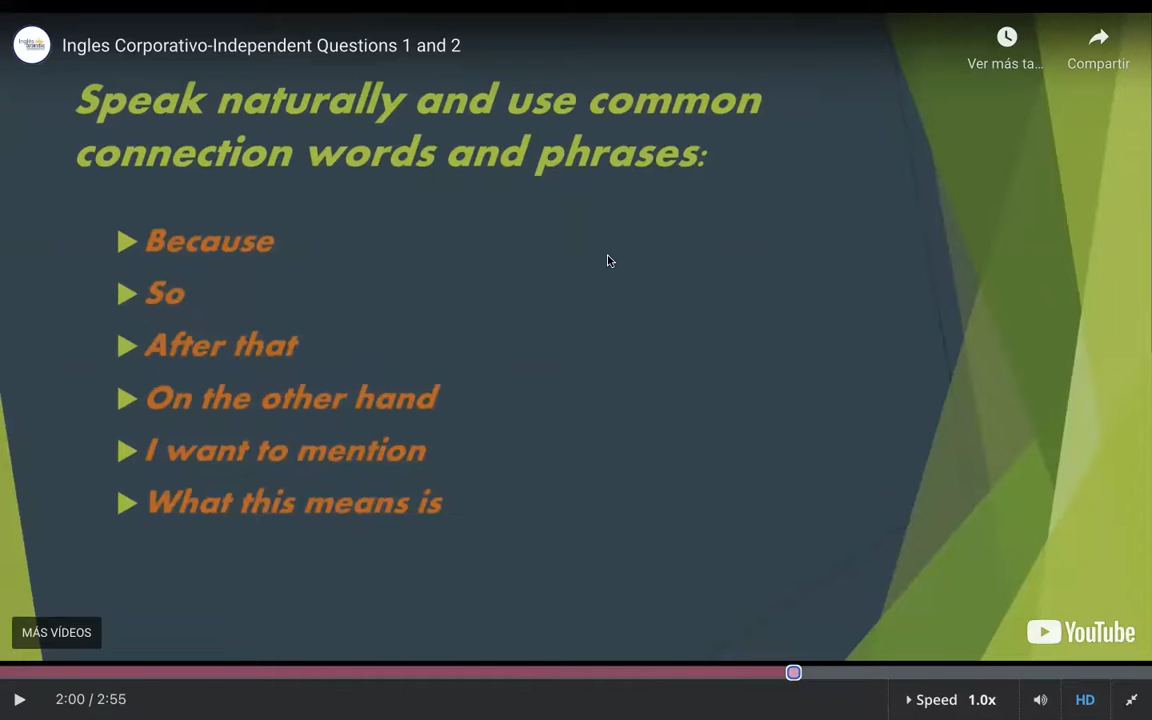 Ingles Corporativo-Independent Questions 1 and 2
Ver más ta...
Compartir
Speak naturally and use common
connection words and phrases:
Because
So
After that
On the other hand
I want to mention
What this means is
MÁS VÍDEOS
YouTube
2:00 / 2:55
Speed 1.0x
HD